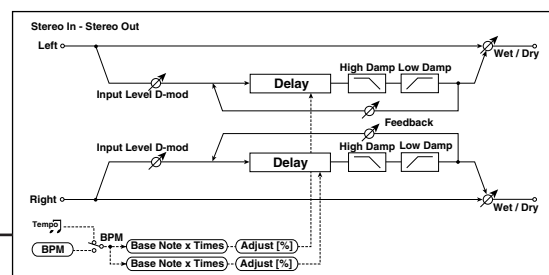 Stereo In - Stereo Out
Left
Wet / Dry
High Damp Low Damp
Delay
Input Level D-mod
Feedback
Input Level D-mod
High Damp Low Damp
Delay
Right
Wet / Dry
Tempo
BPM
BPM
Base Note x Times
Adjust [%]
Base Note x Times
Adjust [%]